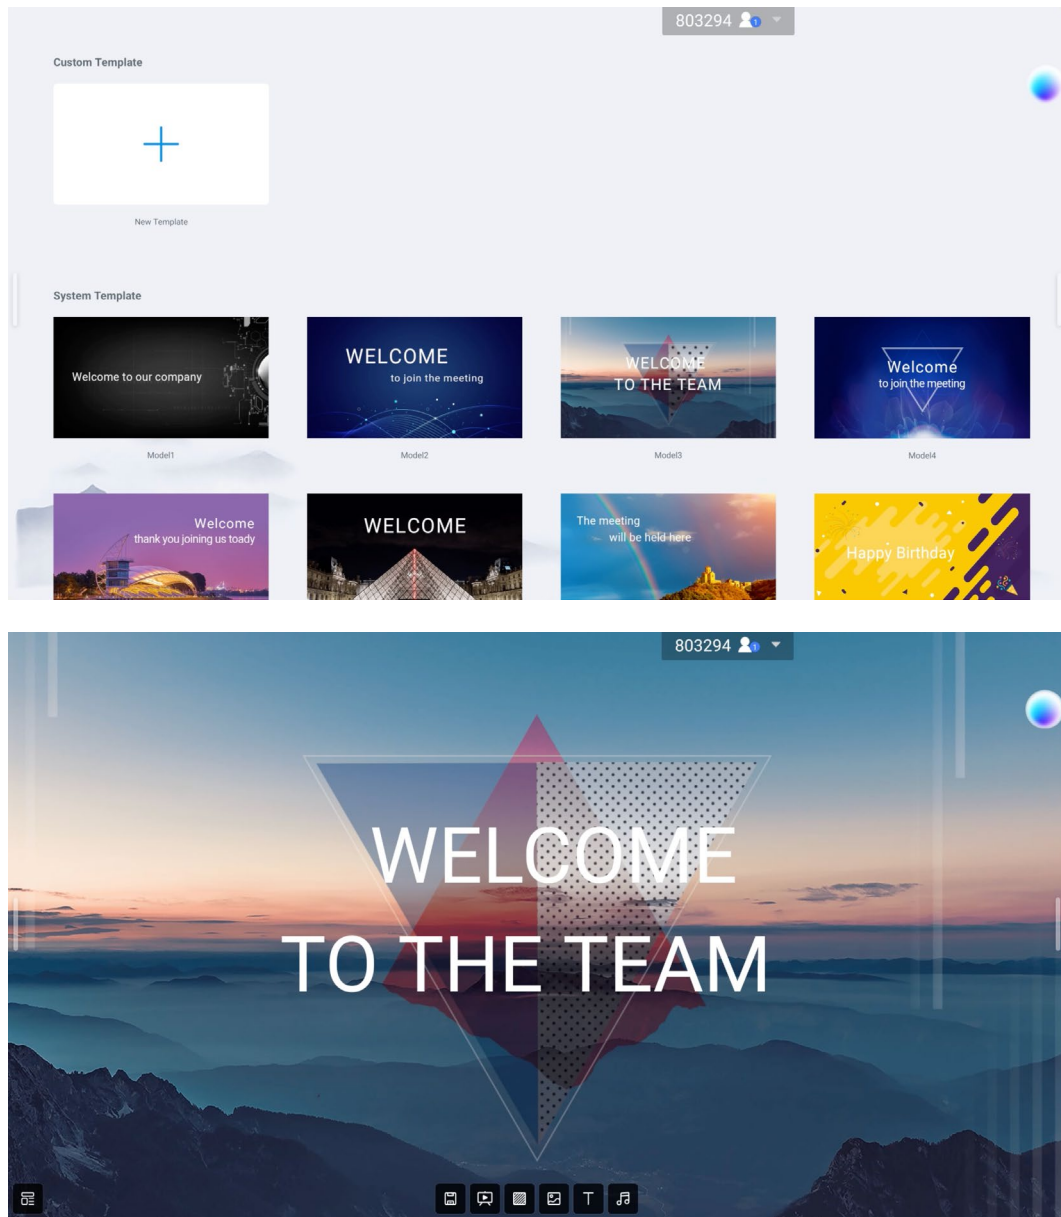 803294 1
Custom Template
New Template
System Template
Welcome to our company
WELCOME
to join the meeting
WELCOME
TO THE TEAM
Welcome
to join the meeting
Model1
Model2
Model3
Model4
Welcome
thank you joining us toady
WELCOME
The meeting
will be held here
Happy Birthday
803294 1
WELCOME
TO THE TEAM
T